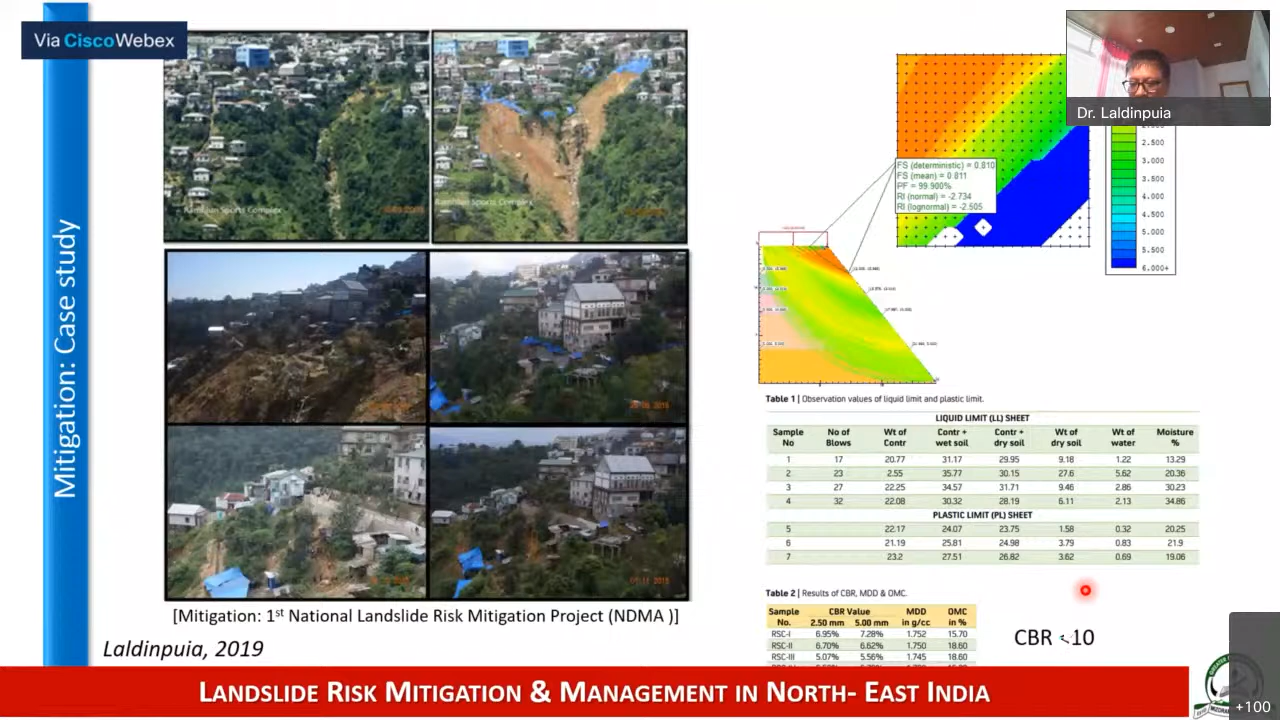 Via CiscoWebex
Mitigation: Case study
Ramhlun Sports Complex
Ramhlun Sports Complex
[Mitigation: 1st National Landslide Risk Mitigation Project (NDMA )]
Laldinpuia, 2019
FS (deterministic) = 0.810
FS (mean) = 0.811
PF = 99.900%
RI (normal) = -2.734
RI (lognormal) = -2.505
Dr. Laldinpuia
2.500
3.000
3.500
4.000
4.500
5.000
5.500
6.000+
Table 1 | Observation values of liquid limit and plastic limit.
LIQUID LIMIT (LL) SHEET
Sample No No of Blows Wt of Contr Contr + wet soil Contr + dry soil Wt of dry soil Wt of water Moisture %
1 17 20.77 31.17 29.95 9.18 1.22 13.29
2 23 2.55 35.77 30.15 27.6 5.62 20.36
3 27 22.25 34.57 31.71 9.46 2.86 30.23
4 32 22.08 30.32 28.19 6.11 2.13 34.86
PLASTIC LIMIT (PL) SHEET
5 22.17 24.07 23.75 1.58 0.32 20.25
6 21.19 25.81 24.98 3.79 0.83 21.9
7 23.2 27.51 26.82 3.62 0.69 19.06
Table 2 | Results of CBR, MDD & OMC.
Sample No. CBR Value 2.50 mm 5.00 mm MDD in g/cc OMC in %
RSC-I 6.95% 7.28% 1.752 15.70
RSC-II 6.70% 6.62% 1.750 18.60
RSC-III 5.07% 5.56% 1.745 18.60
CBR <10
LANDSLIDE RISK MITIGATION & MANAGEMENT IN NORTH- EAST INDIA
+100